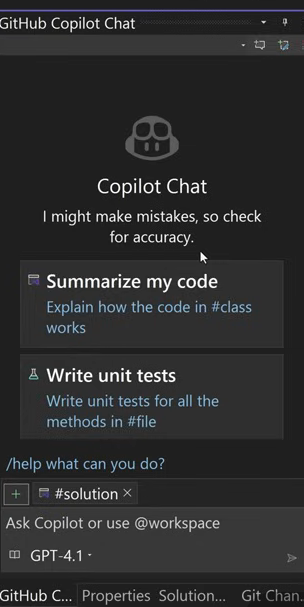 GitHub Copilot Chat
Copilot Chat
I might make mistakes, so check
for accuracy.
Summarize my code
Explain how the code in #class
works
Write unit tests
Write unit tests for all the
methods in #file
/help what can you do?
#solution
Ask Copilot or use @workspace
GPT-4.1
GitHub C... Properties Solution... Git Chan...